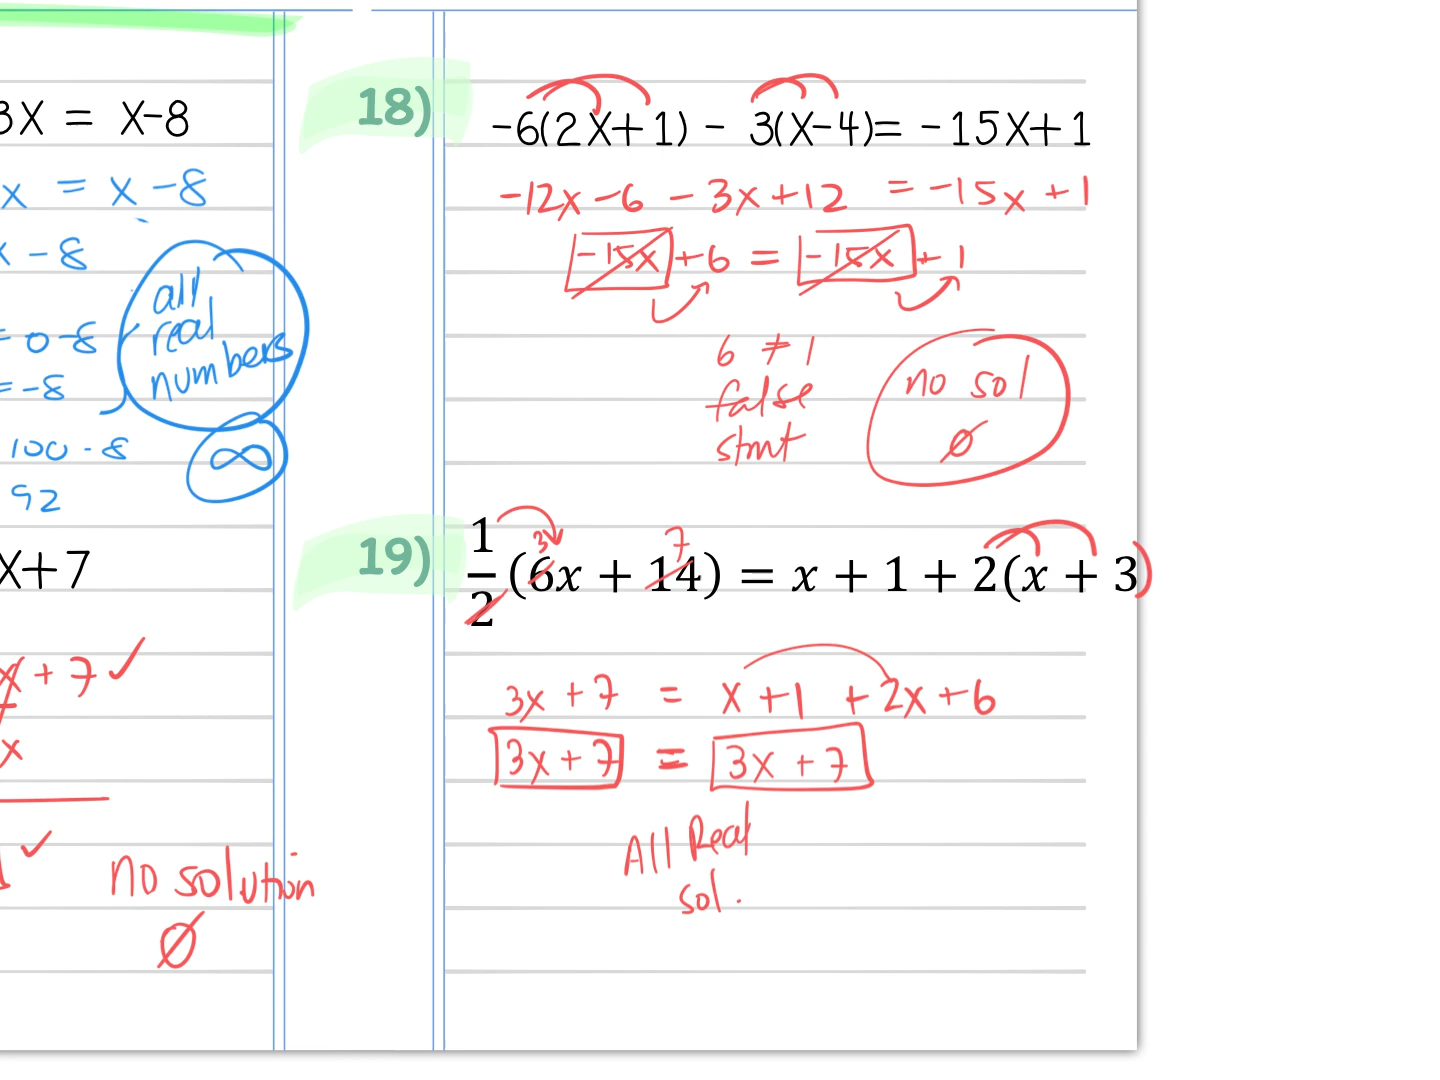 3X = X-8
x = x - 8
x - 8
all
real
numbers
= 0-8
= -8
100 - 8
92
∞
X+7
x + 7 ✓
x
✓
no solution
∅
18)
-6(2X+1) - 3(X-4) = -15X+1
-12x - 6 - 3x + 12 = -15x + 1
-15x + 6 = -15x + 1
6 ≠ 1
false
stmt
no sol
∅
19)
1/2 (6x + 14) = x + 1 + 2(x + 3)
3 7
3x + 7 = x + 1 + 2x + 6
3x + 7 = 3x + 7
All Real
sol.